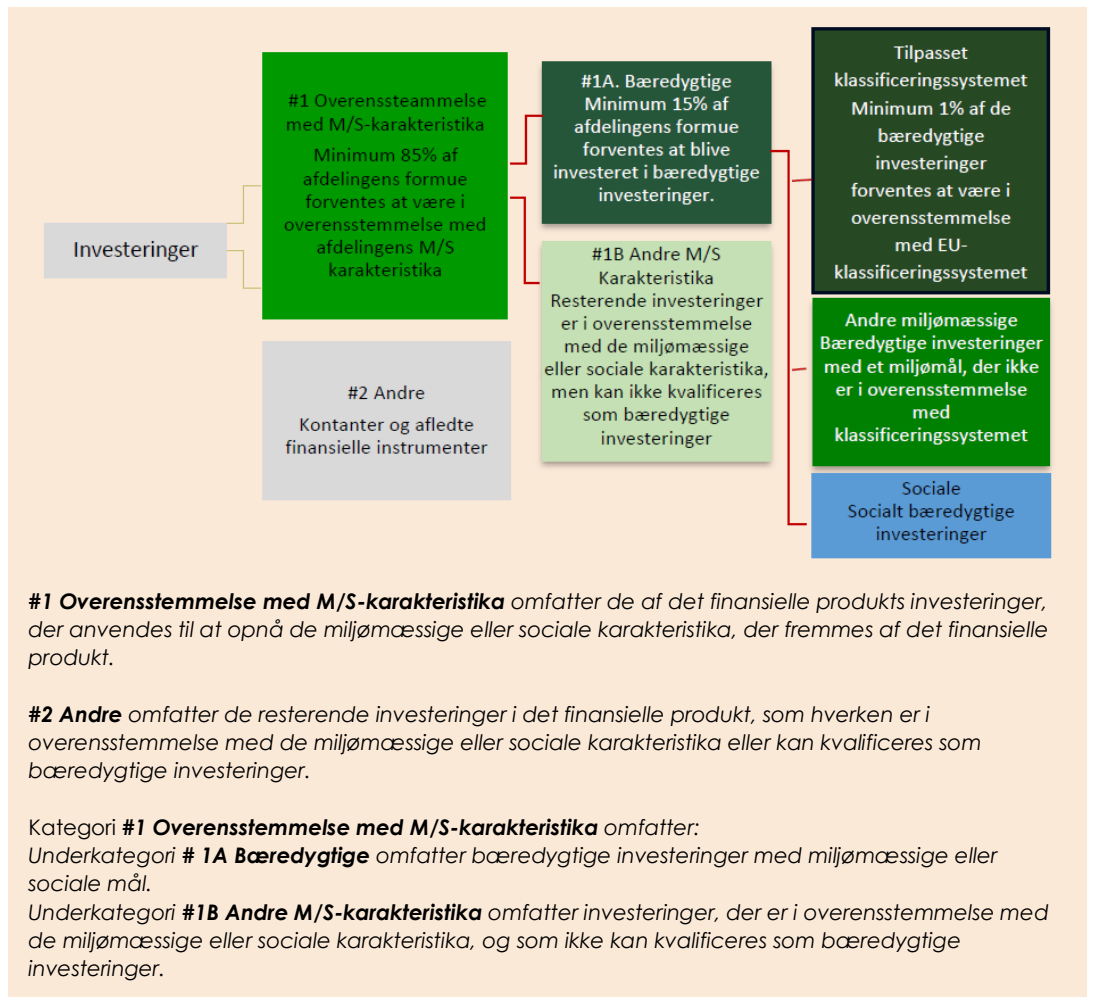 Investeringer
#1 Overenssteammelse
med M/S-karakteristika
Minimum 85% af
afdelingens formue
forventes at være i
overensstemmelse med
afdelingens M/S
karakteristika
#2 Andre
Kontanter og afledte
finansielle instrumenter
#1A. Bæredygtige
Minimum 15% af
afdelingens formue
forventes at blive
investeret i bæredygtige
investeringer.
#1B Andre M/S
Karakteristika
Resterende investeringer
er i overensstemmelse
med de miljømæssige
eller sociale karakteristika,
men kan ikke kvalificeres
som bæredygtige
investeringer
Tilpasset
klassificeringssystemet
Minimum 1% af de
bæredygtige
investeringer
forventes at være i
overensstemmelse
med EU-
klassificeringssystemet
Andre miljømæssige
Bæredygtige investeringer
med et miljømål, der ikke
er i overensstemmelse
med
klassificeringssystemet
Sociale
Socialt bæredygtige
investeringer
#1 Overensstemmelse med M/S-karakteristika omfatter de af det finansielle produkts investeringer,
der anvendes til at opnå de miljømæssige eller sociale karakteristika, der fremmes af det finansielle
produkt.
#2 Andre omfatter de resterende investeringer i det finansielle produkt, som hverken er i
overensstemmelse med de miljømæssige eller sociale karakteristika eller kan kvalificeres som
bæredygtige investeringer.
Kategori #1 Overensstemmelse med M/S-karakteristika omfatter:
Underkategori # 1A Bæredygtige omfatter bæredygtige investeringer med miljømæssige eller
sociale mål.
Underkategori #1B Andre M/S-karakteristika omfatter investeringer, der er i overensstemmelse med
de miljømæssige eller sociale karakteristika, og som ikke kan kvalificeres som bæredygtige
investeringer.